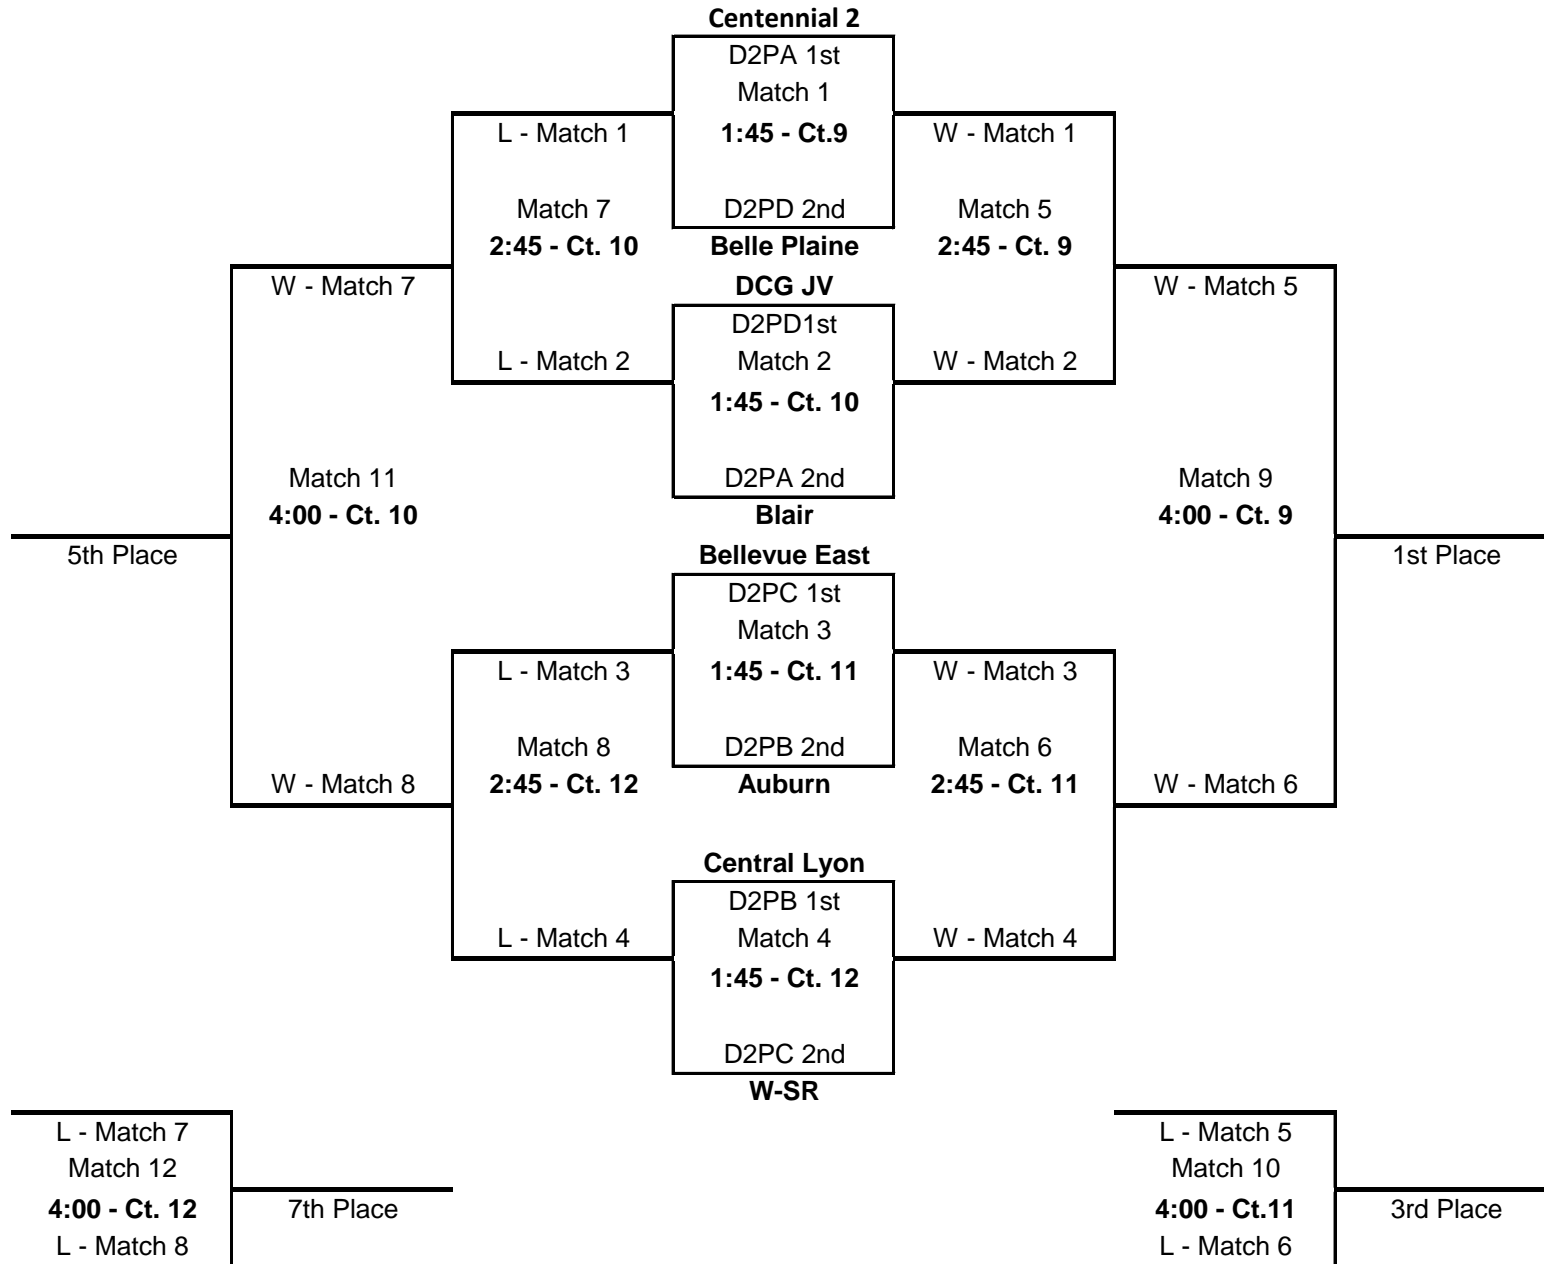 Centennial 2
D2PA 1st
Match 1
L - Match 1
1:45 - Ct.9
W - Match 1
Match 7
D2PD 2nd
Match 5
2:45 - Ct. 10
Belle Plaine
2:45 - Ct. 9
W - Match 7
DCG JV
W - Match 5
D2PD1st
L - Match 2
Match 2
W - Match 2
1:45 - Ct. 10
Match 11
D2PA 2nd
Match 9
4:00 - Ct. 10
Blair
4:00 - Ct. 9
5th Place
Bellevue East
1st Place
D2PC 1st
Match 3
L - Match 3
1:45 - Ct. 11
W - Match 3
Match 8
D2PB 2nd
Match 6
W - Match 8
2:45 - Ct. 12
Auburn
2:45 - Ct. 11
W - Match 6
Central Lyon
D2PB 1st
L - Match 4
Match 4
W - Match 4
1:45 - Ct. 12
D2PC 2nd
W-SR
L - Match 7
L - Match 5
Match 12
Match 10
4:00 - Ct. 12
7th Place
4:00 - Ct.11
3rd Place
L - Match 8
L - Match 6